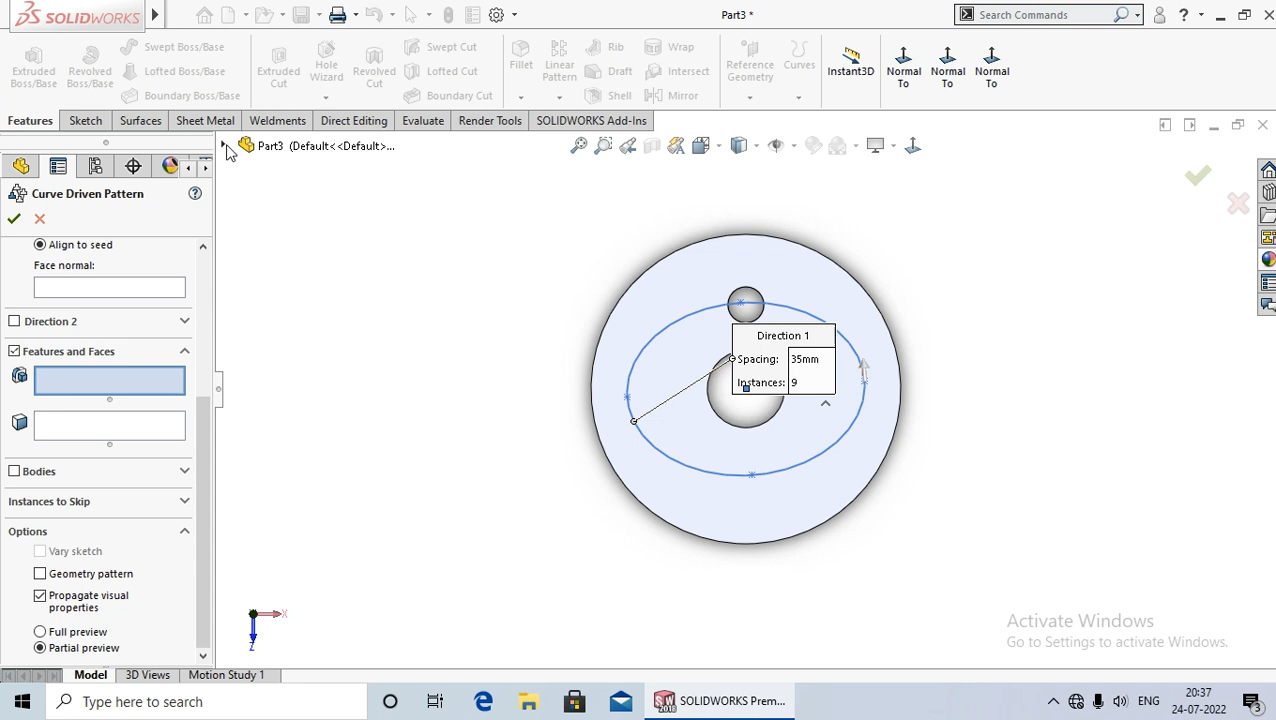 SOLIDWORKS
Part3 *
Search Commands
?
Extruded Boss/Base
Revolved Boss/Base
Swept Boss/Base
Lofted Boss/Base
Boundary Boss/Base
Extruded Cut
Hole Wizard
Revolved Cut
Swept Cut
Lofted Cut
Boundary Cut
Fillet
Linear Pattern
Rib
Draft
Shell
Wrap
Intersect
Mirror
Reference Geometry
Curves
Instant3D
Normal To
Normal To
Normal To
Features
Sketch
Surfaces
Sheet Metal
Weldments
Direct Editing
Evaluate
Render Tools
SOLIDWORKS Add-Ins
Part3 (Default<<Default>...
Curve Driven Pattern
?
Align to seed
Face normal:
Direction 2
Features and Faces
Bodies
Instances to Skip
Options
Vary sketch
Geometry pattern
Propagate visual
properties
Full preview
Partial preview
Direction 1
Spacing: 35mm
Instances: 9
X
Z
Activate Windows
Go to Settings to activate Windows.
Model
3D Views
Motion Study 1
Type here to search
SW
2018
SOLIDWORKS Prem...
ENG
20:37
24-07-2022
3